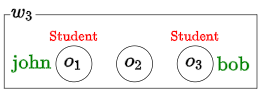 w₃
Student Student
john o₁ o₂ o₃ bob